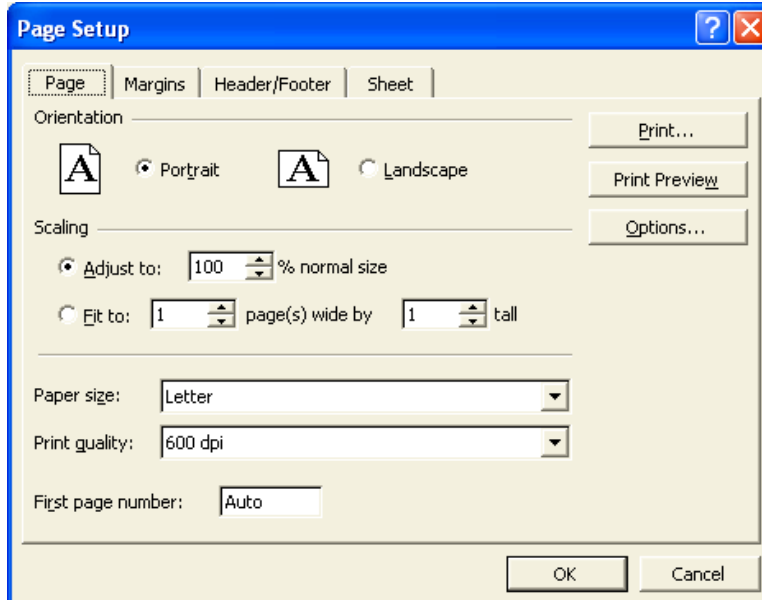 Page Setup
Page Margins Header/Footer Sheet
Orientation
Print...
A Portrait A Landscape
Print Preview
Scaling
Options...
Adjust to: 100 % normal size
Fit to: 1 page(s) wide by 1 tall
Paper size: Letter
Print quality: 600 dpi
First page number: Auto
OK Cancel